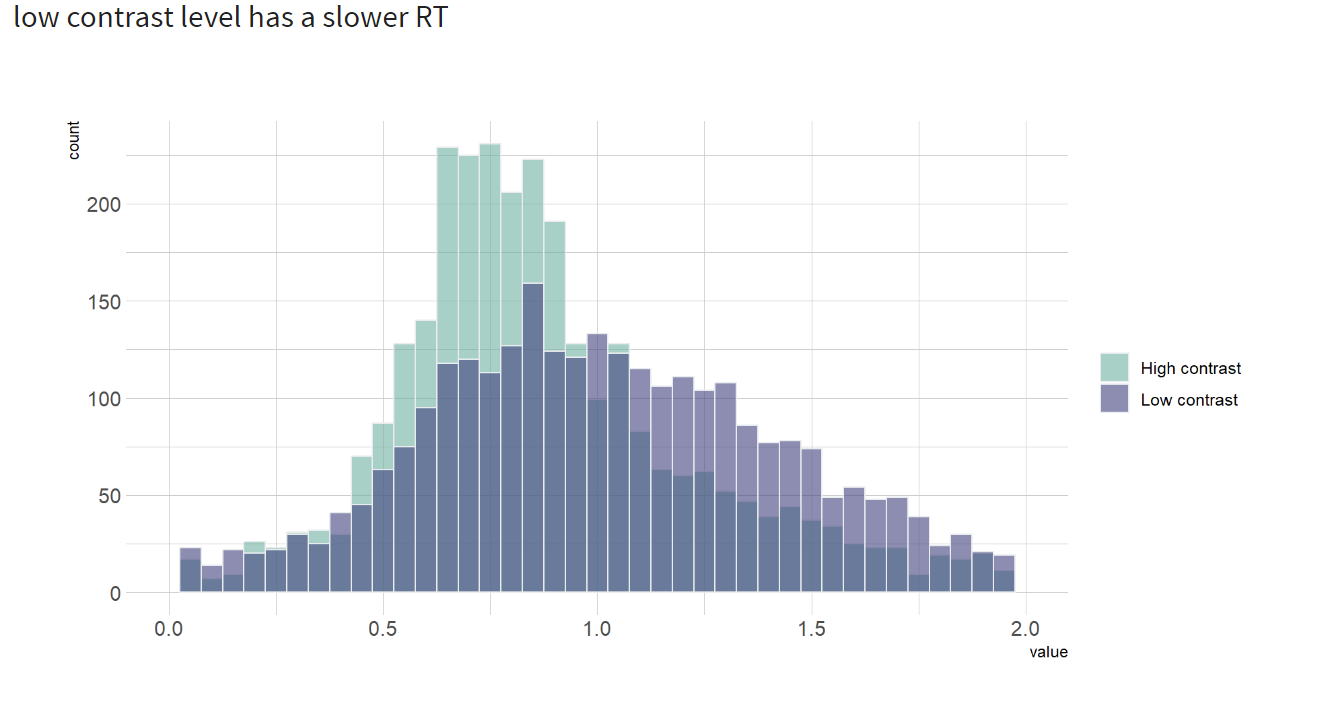 low contrast level has a slower RT
count
200
150
100
50
0
0.0 0.5 1.0 1.5 2.0
value
High contrast
Low contrast